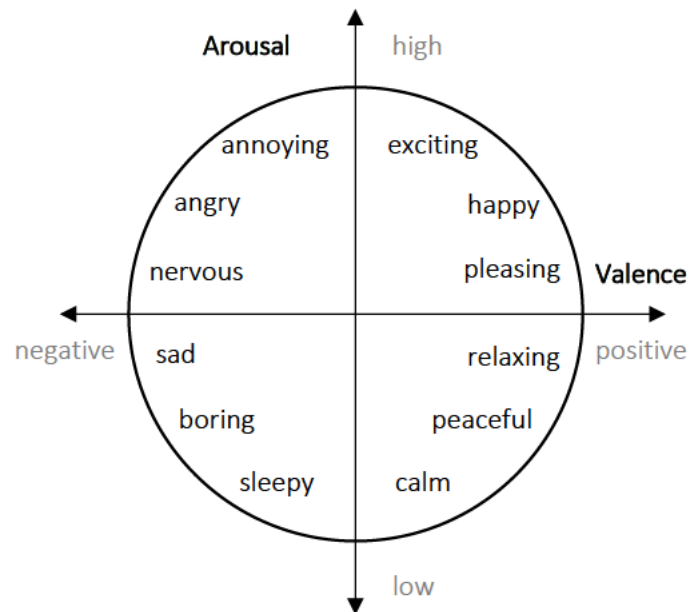 Arousal high
annoying exciting
angry happy
nervous pleasing Valence
negative sad relaxing positive
boring peaceful
sleepy calm
low